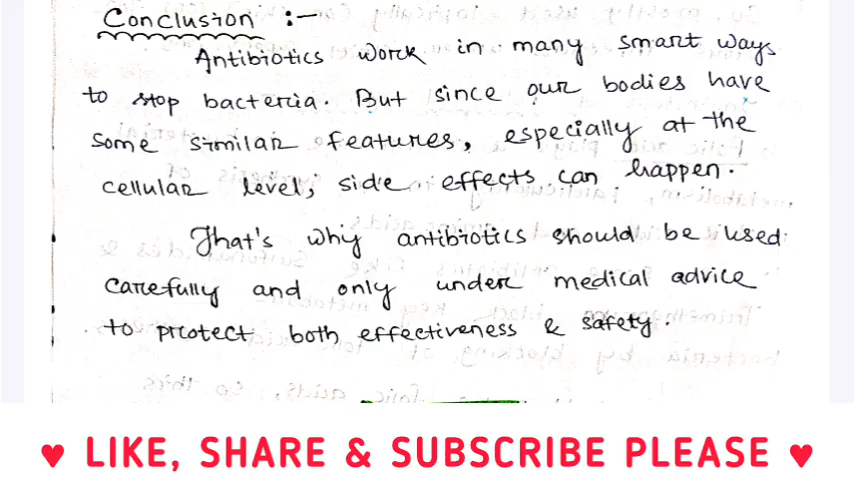 Conclusion :-
Antibiotics work in many smart ways
to stop bacteria. But since our bodies have
some similar features, especially at the
cellular level, side effects can happen.
That's why antibiotics should be used
carefully and only under medical advice
to protect both effectiveness & safety.
♥ LIKE, SHARE & SUBSCRIBE PLEASE ♥